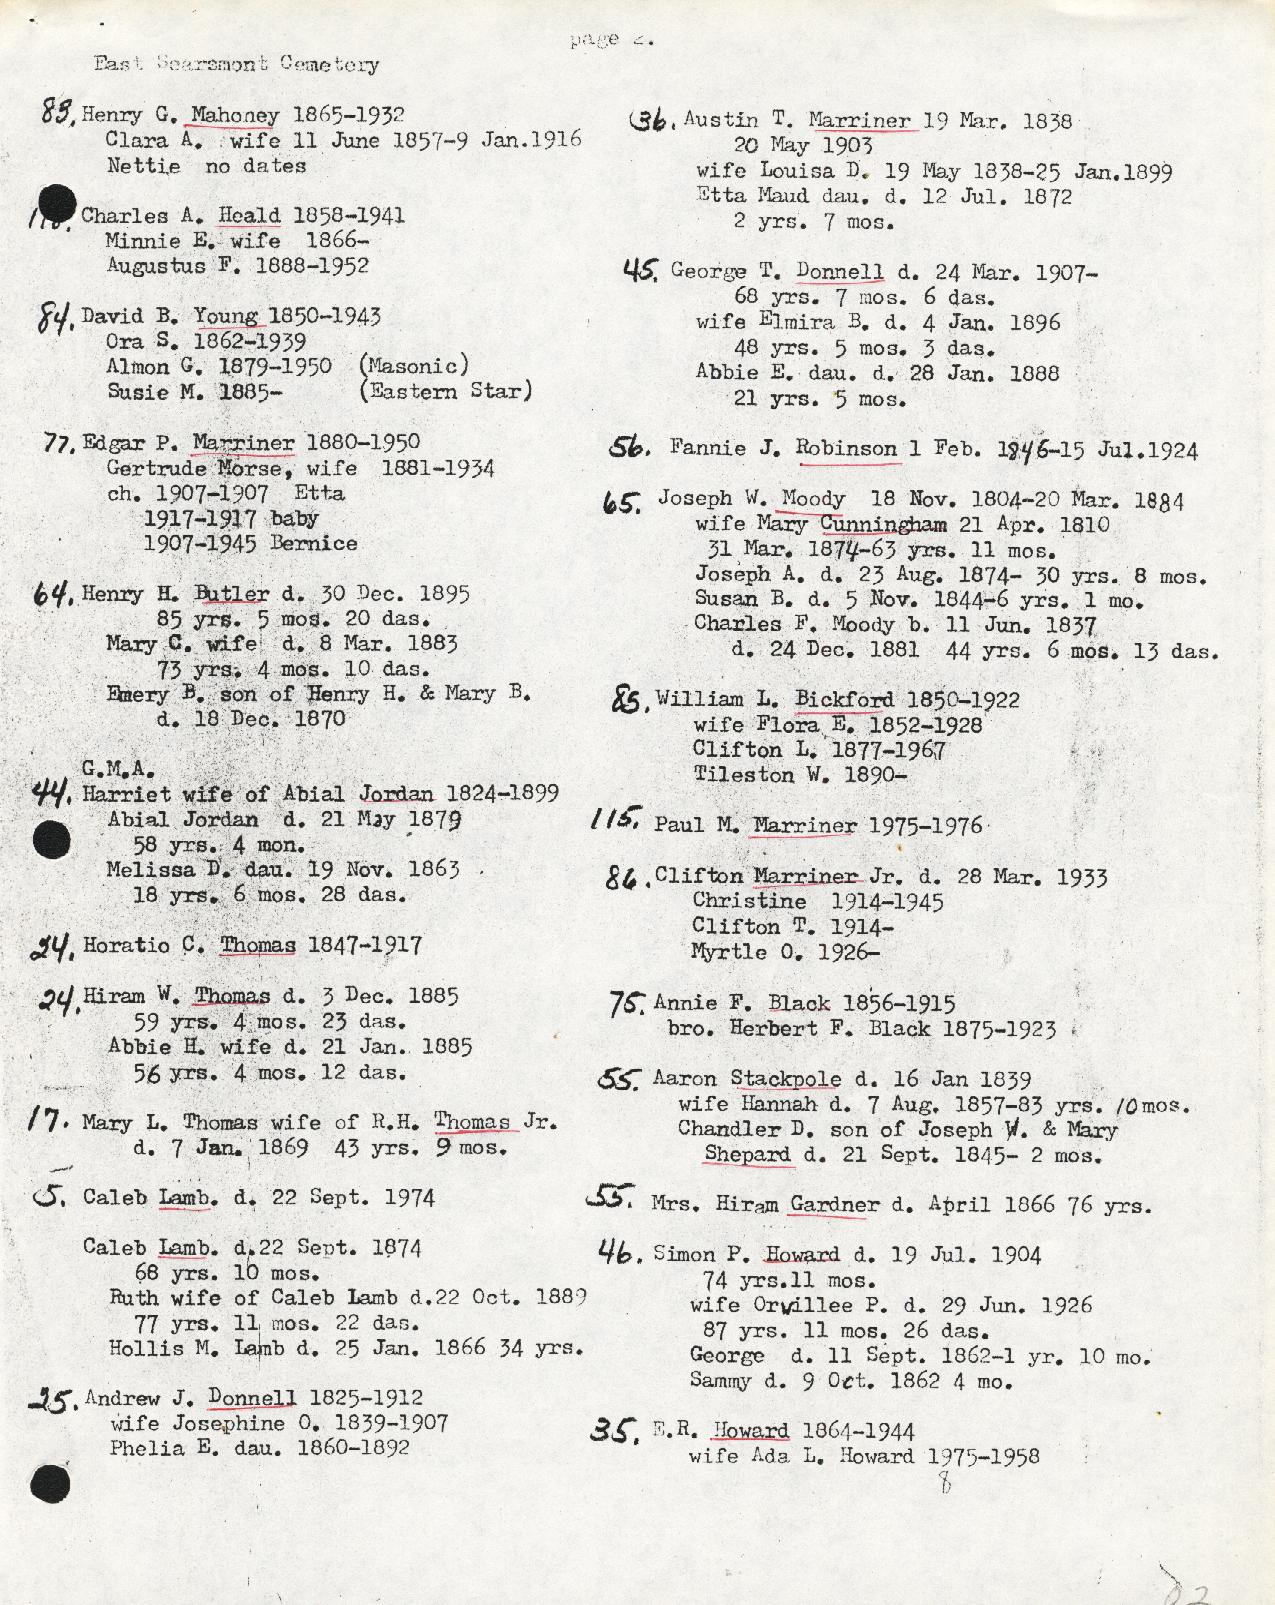 page 2.
East Searsmont Cemetery
83. Henry G. Mahoney 1865-1932
Clara A. wife 11 June 1857-9 Jan.1916
Nettie no dates
Charles A. Heald 1858-1941
Minnie E. wife 1866-
Augustus F. 1888-1952
84. David B. Young 1850-1943
Ora S. 1862-1939
Almon G. 1879-1950 (Masonic)
Susie M. 1885- (Eastern Star)
77. Edgar P. Marriner 1880-1950
Gertrude Morse, wife 1881-1934
ch. 1907-1907 Etta
1917-1917 baby
1907-1945 Bernice
64. Henry H. Butler d. 30 Dec. 1895
85 yrs. 5 mos. 20 das.
Mary C. wife d. 8 Mar. 1883
73 yrs. 4 mos. 10 das.
Emery B. son of Henry H. & Mary B.
d. 18 Dec. 1870
G.M.A.
44. Harriet wife of Abial Jordan 1824-1899
Abial Jordan d. 21 May 1879
58 yrs. 4 mon.
Melissa D. dau. 19 Nov. 1863
18 yrs. 6 mos. 28 das.
24. Horatio C. Thomas 1847-1917
24. Hiram W. Thomas d. 3 Dec. 1885
59 yrs. 4 mos. 23 das.
Abbie H. wife d. 21 Jan. 1885
56 yrs. 4 mos. 12 das.
17. Mary L. Thomas wife of R.H. Thomas Jr.
d. 7 Jan. 1869 43 yrs. 9 mos.
5. Caleb Lamb. d. 22 Sept. 1974
Caleb Lamb. d.22 Sept. 1874
68 yrs. 10 mos.
Ruth wife of Caleb Lamb d.22 Oct. 1889
77 yrs. 11 mos. 22 das.
Hollis M. Lamb d. 25 Jan. 1866 34 yrs.
25. Andrew J. Donnell 1825-1912
wife Josephine O. 1839-1907
Phelia E. dau. 1860-1892
36. Austin T. Marriner 19 Mar. 1838
20 May 1903
wife Louisa D. 19 May 1838-25 Jan.1899
Etta Maud dau. d. 12 Jul. 1872
2 yrs. 7 mos.
45. George T. Donnell d. 24 Mar. 1907-
68 yrs. 7 mos. 6 das.
wife Elmira B. d. 4 Jan. 1896
48 yrs. 5 mos. 3 das.
Abbie E. dau. d. 28 Jan. 1888
21 yrs. 5 mos.
56. Fannie J. Robinson 1 Feb. 1846-15 Jul.1924
65. Joseph W. Moody 18 Nov. 1804-20 Mar. 1884
wife Mary Cunningham 21 Apr. 1810
31 Mar. 1874-63 yrs. 11 mos.
Joseph A. d. 23 Aug. 1874- 30 yrs. 8 mos.
Susan B. d. 5 Nov. 1844-6 yrs. 1 mo.
Charles F. Moody b. 11 Jun. 1837
d. 24 Dec. 1881 44 yrs. 6 mos. 13 das.
85. William L. Bickford 1850-1922
wife Flora E. 1852-1928
Clifton L. 1877-1967
Tileston W. 1890-
115. Paul M. Marriner 1975-1976
86. Clifton Marriner Jr. d. 28 Mar. 1933
Christine 1914-1945
Clifton T. 1914-
Myrtle O. 1926-
75. Annie F. Black 1856-1915
bro. Herbert F. Black 1875-1923
55. Aaron Stackpole d. 16 Jan 1839
wife Hannah d. 7 Aug. 1857-83 yrs. 10 mos.
Chandler D. son of Joseph W. & Mary
Shepard d. 21 Sept. 1845- 2 mos.
55. Mrs. Hiram Gardner d. April 1866 76 yrs.
46. Simon P. Howard d. 19 Jul. 1904
74 yrs.11 mos.
wife Orvillee P. d. 29 Jun. 1926
87 yrs. 11 mos. 26 das.
George d. 11 Sept. 1862-1 yr. 10 mo.
Sammy d. 9 Oct. 1862 4 mo.
35. E.R. Howard 1864-1944
wife Ada L. Howard 1975-1958
8